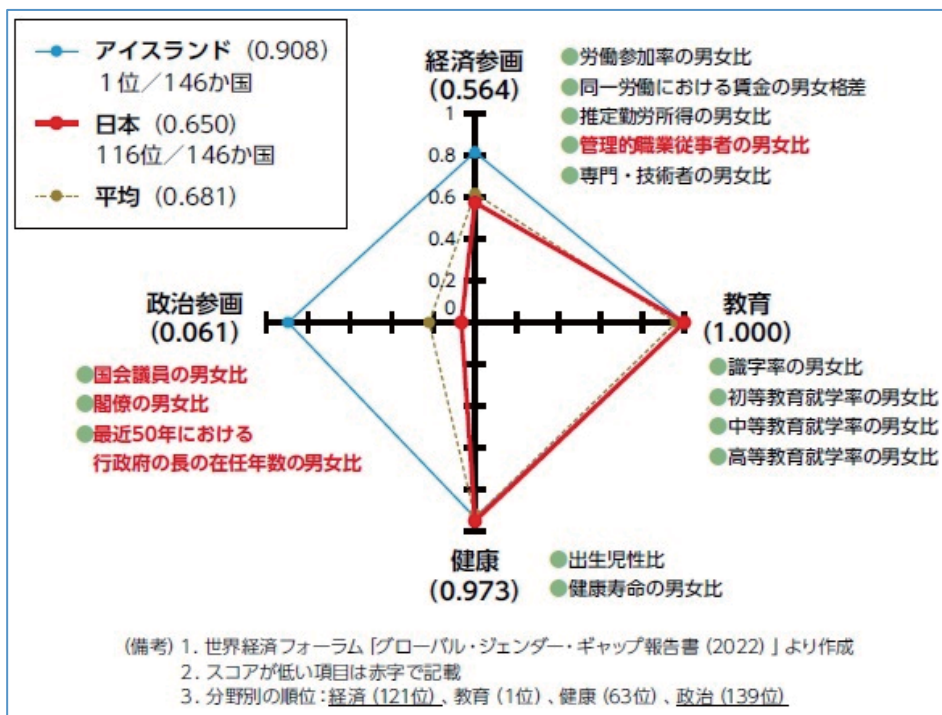 アイスランド (0.908)
1位／146か国
日本 (0.650)
116位／146か国
平均 (0.681)
経済参画
(0.564)
●労働参加率の男女比
●同一労働における賃金の男女格差
●推定勤労所得の男女比
●管理的職業従事者の男女比
●専門・技術者の男女比
1
0.8
0.6
0.4
0.2
0
政治参画
(0.061)
●国会議員の男女比
●閣僚の男女比
●最近50年における
行政府の長の在任年数の男女比
教育
(1.000)
●識字率の男女比
●初等教育就学率の男女比
●中等教育就学率の男女比
●高等教育就学率の男女比
健康
(0.973)
●出生児性比
●健康寿命の男女比
(備考) 1. 世界経済フォーラム「グローバル・ジェンダー・ギャップ報告書 (2022) 」より作成
2. スコアが低い項目は赤字で記載
3. 分野別の順位：経済 (121位) 、教育 (1位) 、健康 (63位) 、政治 (139位)